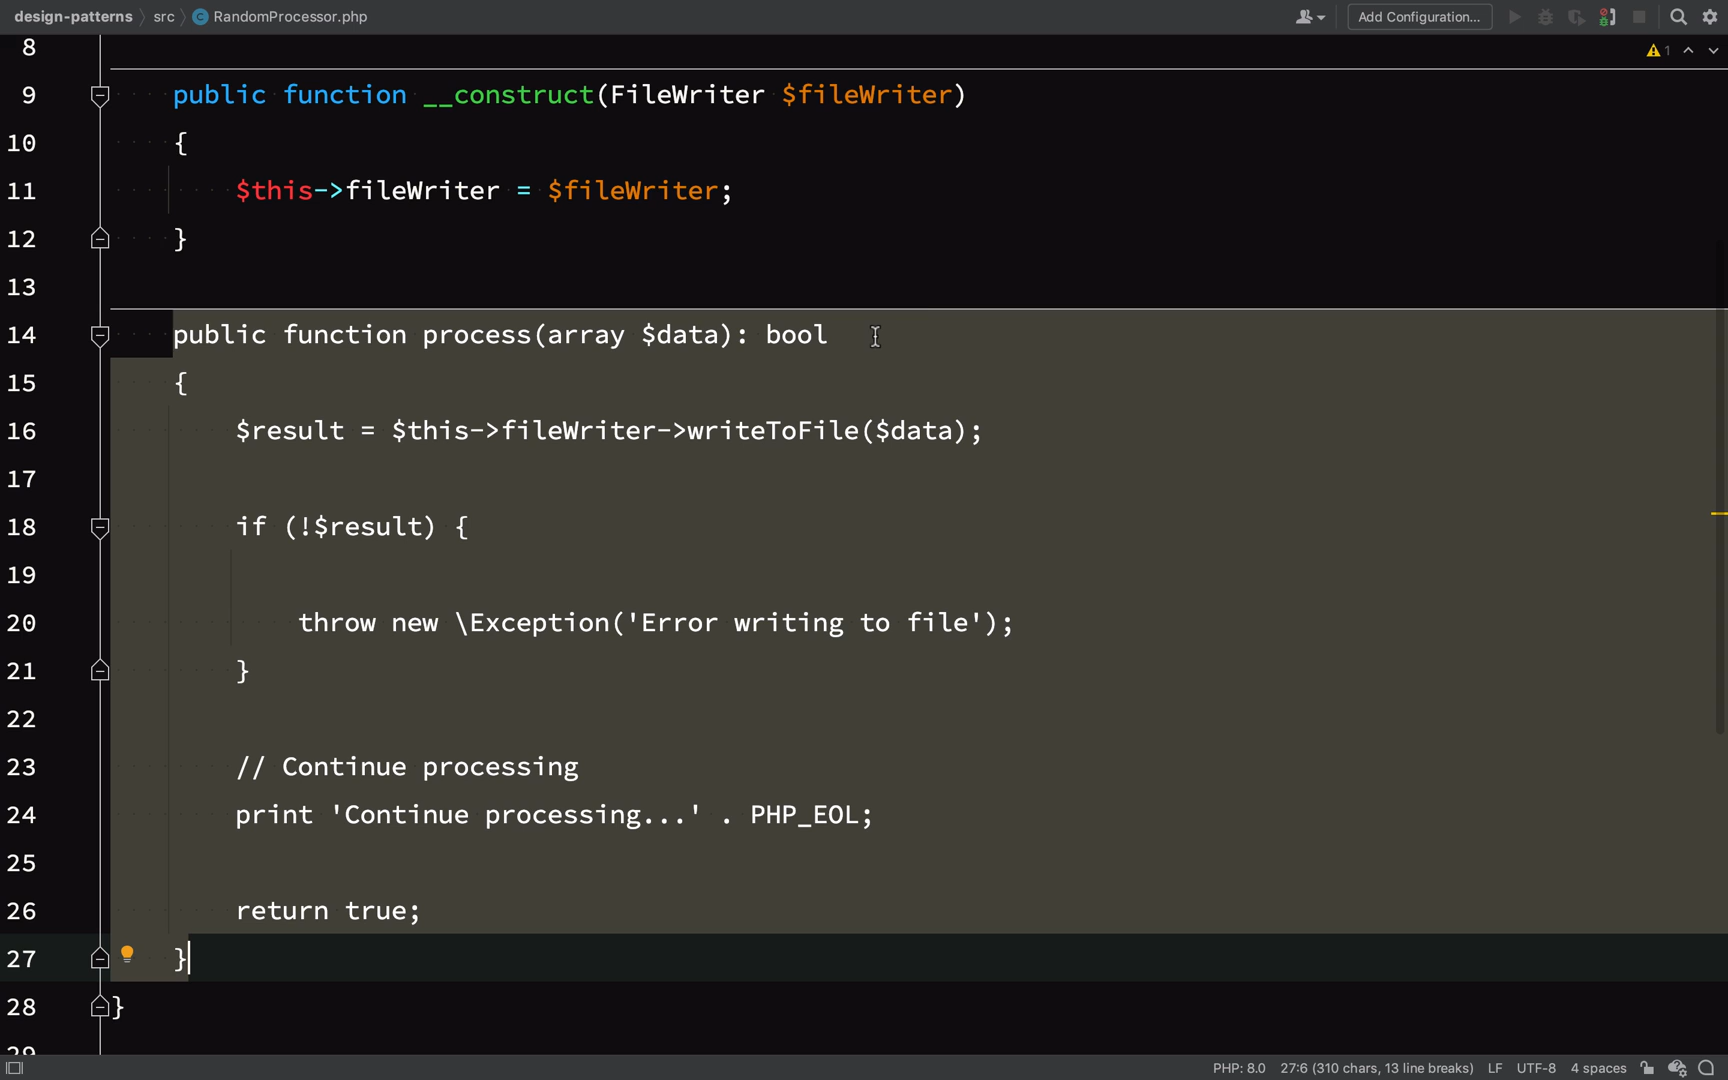 design-patterns src RandomProcessor.php Add Configuration...
8 1
9 public function __construct(FileWriter $fileWriter)
10 {
11 $this->fileWriter = $fileWriter;
12 }
13
14 public function process(array $data): bool
15 {
16 $result = $this->fileWriter->writeToFile($data);
17
18 if (!$result) {
19
20 throw new \Exception('Error writing to file');
21 }
22
23 // Continue processing
24 print 'Continue processing...' . PHP_EOL;
25
26 return true;
27 }
28 }
29
PHP: 8.0 27:6 (310 chars, 13 line breaks) LF UTF-8 4 spaces